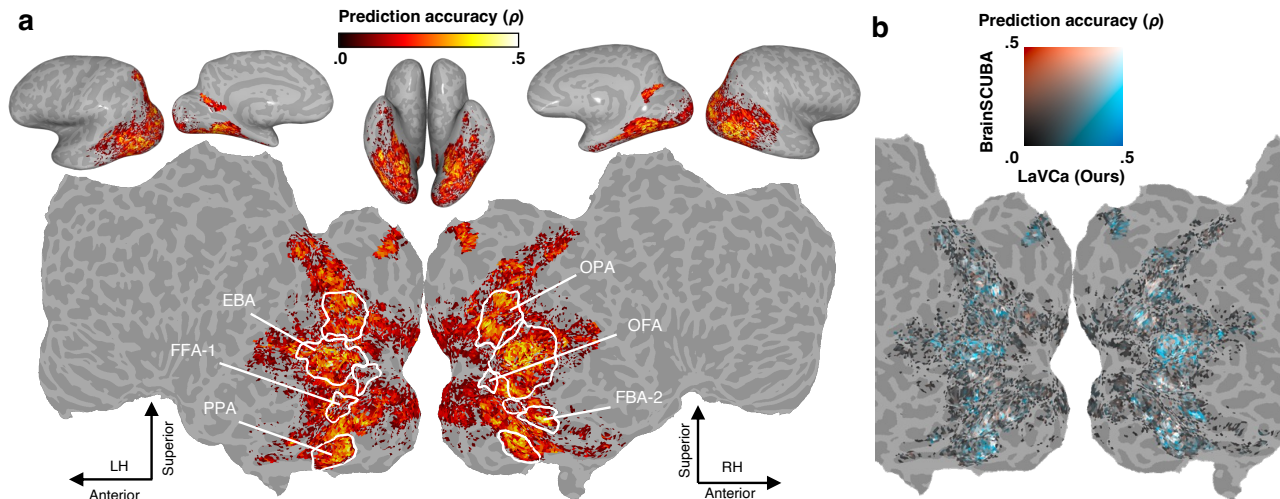 a
Prediction accuracy (ρ)
.0
.5
EBA
FFA-1
PPA
OPA
OFA
FBA-2
LH
Superior
Anterior
Superior
RH
Anterior
b
Prediction accuracy (ρ)
BrainSCUBA
.5
.0
.5
LaVCa (Ours)